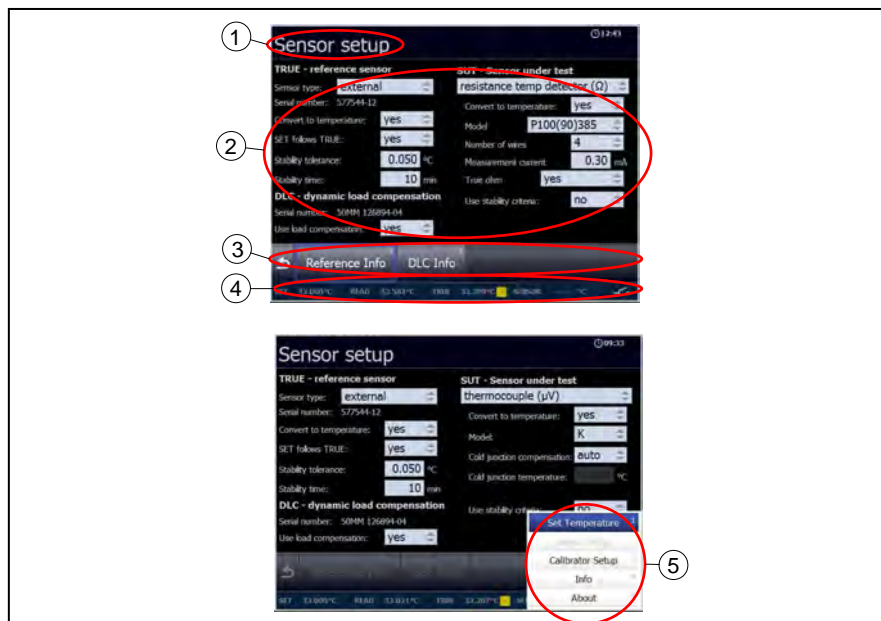 1
12:43
Sensor setup
TRUE - reference sensor
Sensor type: external
Serial number: 577544-12
Convert to temperature: yes
SET follows TRUE: yes
Stability tolerance: 0.050 °C
Stability time: 10 min
DLC - dynamic load compensation
Serial number: 50MM 126894-04
Use load compensation: yes
SUT - Sensor under test
resistance temp detector (Ω)
Convert to temperature: yes
Model P100(90)385
Number of wires 4
Measurement current 0.30 mA
True ohm: yes
Use stability criteria: no
2
3
Reference Info DLC Info
4
SET READ TRUE °C
09:33
Sensor setup
TRUE - reference sensor
Sensor type: external
Serial number: 577544-12
Convert to temperature: yes
SET follows TRUE: yes
Stability tolerance: 0.050 °C
Stability time: 10 min
DLC - dynamic load compensation
Serial number: 50MM 126894-04
Use load compensation: yes
SUT - Sensor under test
thermocouple (µV)
Convert to temperature: yes
Model: K
Cold junction compensation: auto
Cold junction temperature: °C
Use stability criteria: no
Set Temperature
Calibrator Setup
Info
About
5
SET READ TRUE